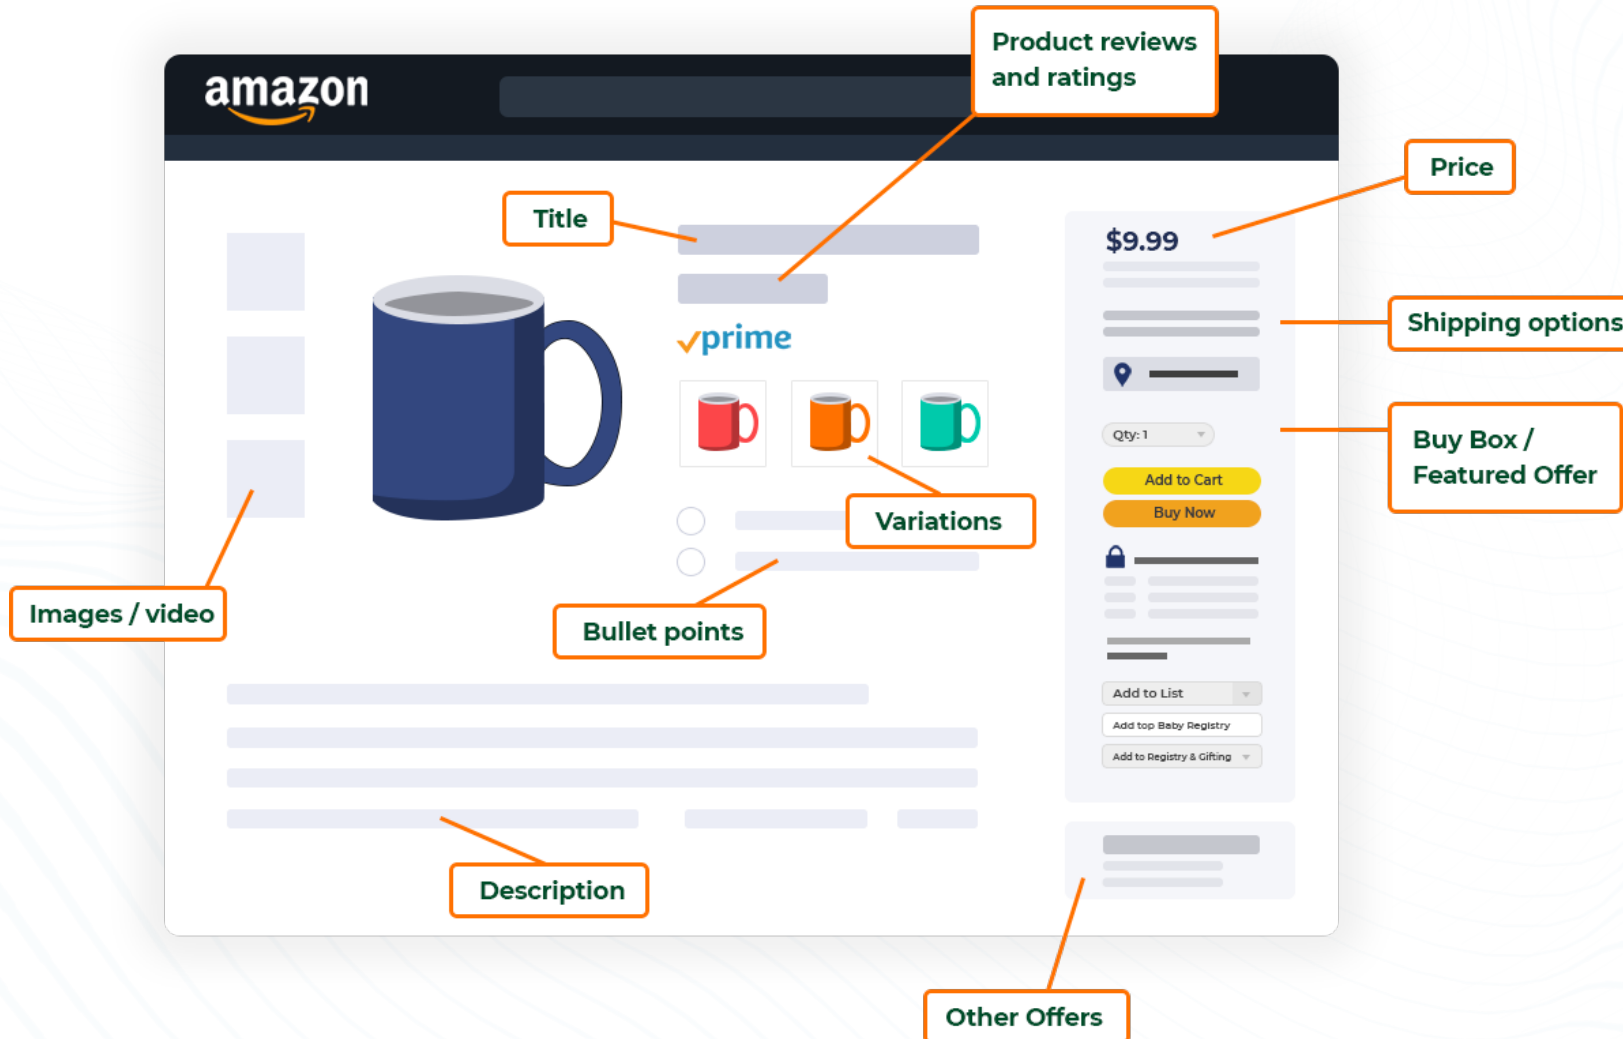 Product reviews
and ratings
amazon
Price
Title
$9.99
Shipping options
prime
Qty: 1
Buy Box /
Featured Offer
Add to Cart
Variations
Buy Now
Images / video
Bullet points
Add to List
Add top Baby Registry
Add to Registry & Gifting
Description
Other Offers